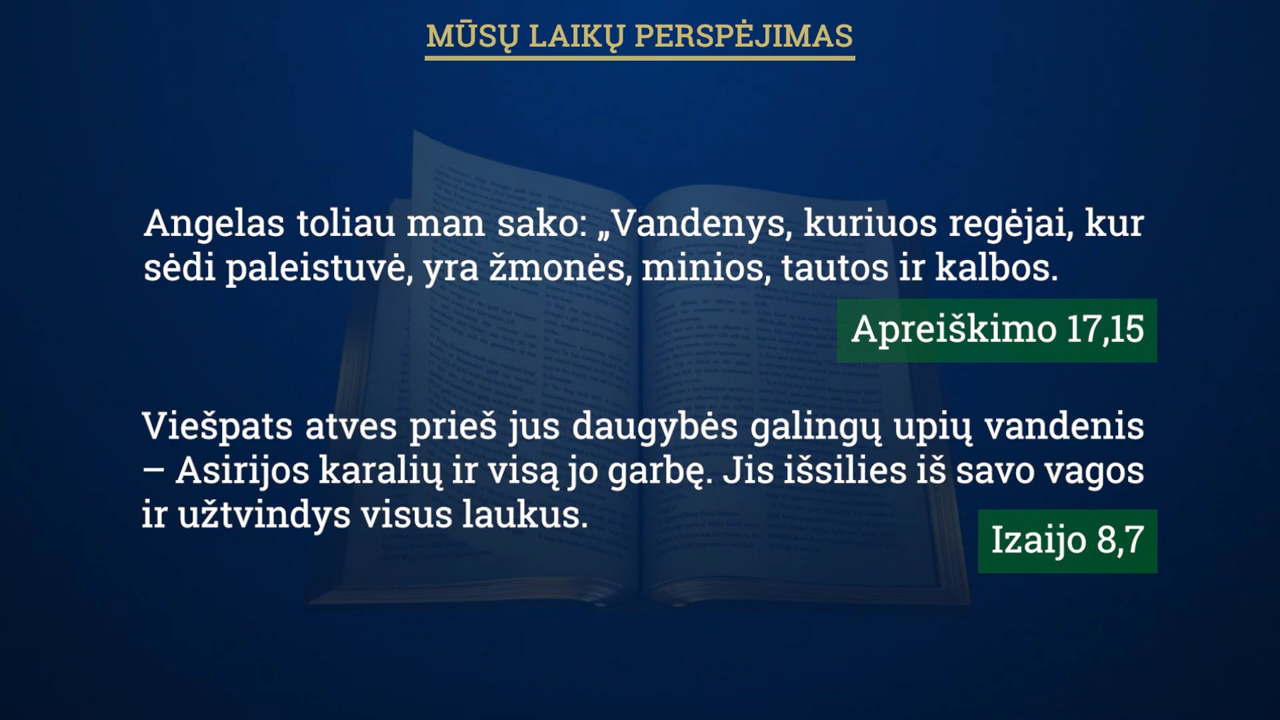 MŪSŲ LAIKŲ PERSPĖJIMAS
Angelas toliau man sako: „Vandenys, kuriuos regėjai, kur
sėdi paleistuvė, yra žmonės, minios, tautos ir kalbos.
Apreiškimo 17,15
Viešpats atves prieš jus daugybės galingų upių vandenis
– Asirijos karalių ir visą jo garbę. Jis išsilies iš savo vagos
ir užtvindys visus laukus.
Izaijo 8,7